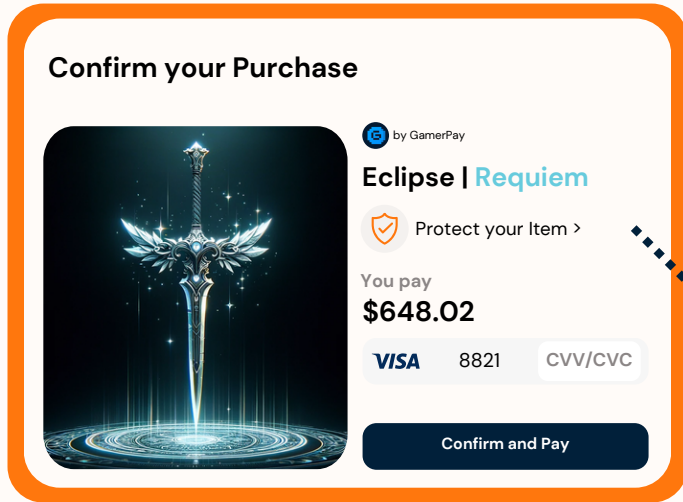 Confirm your Purchase
G by GamerPay
Eclipse | Requiem
Protect your Item >
You pay
$648.02
VISA 8821 CVV/CVC
Confirm and Pay